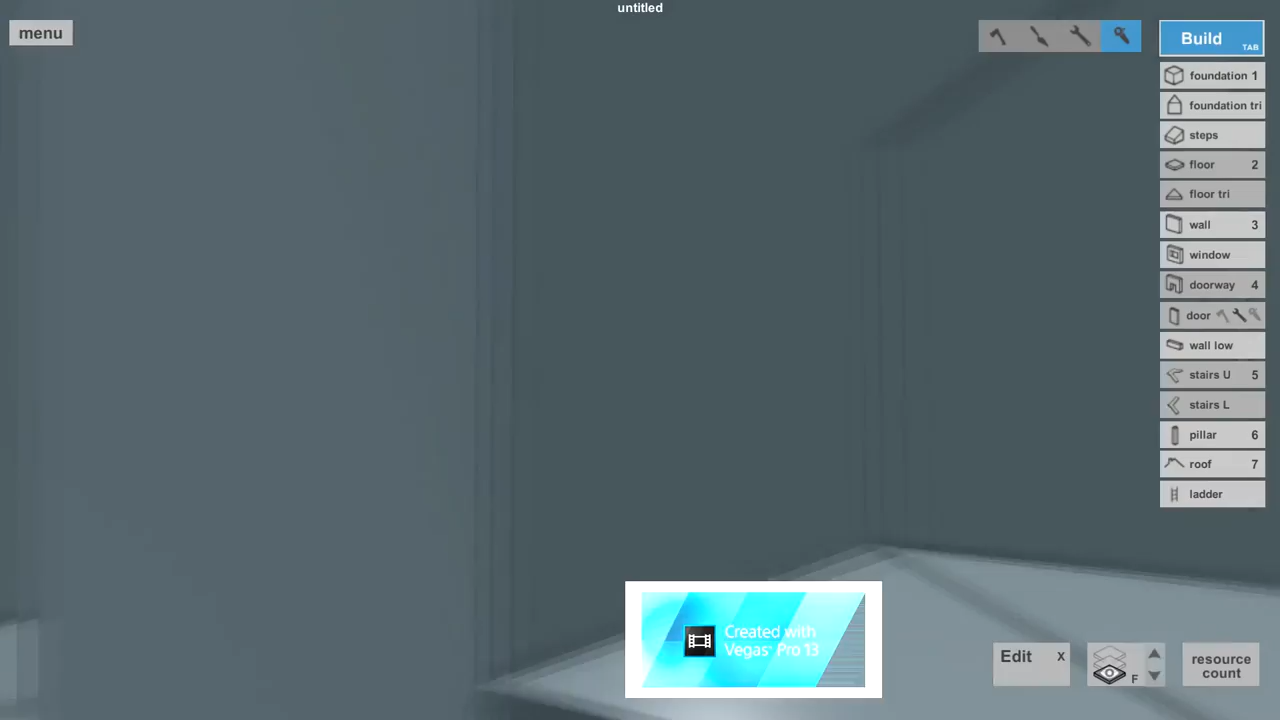 untitled
menu
Build
TAB
foundation 1
foundation tri
steps
floor 2
floor tri
wall 3
window
doorway 4
door
wall low
stairs U 5
stairs L
pillar 6
roof 7
ladder
Created with
Vegas Pro 13
Edit X
F
resource
count